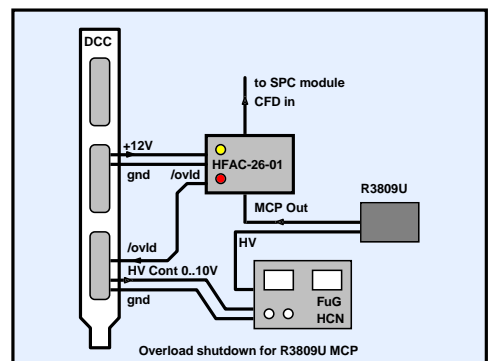 DCC
to SPC module
CFD in
+12V
HFAC-26-01
gnd
/ovld
R3809U
MCP Out
/ovld
HV
HV Cont 0..10V
gnd
FuG
HCN
Overload shutdown for R3809U MCP